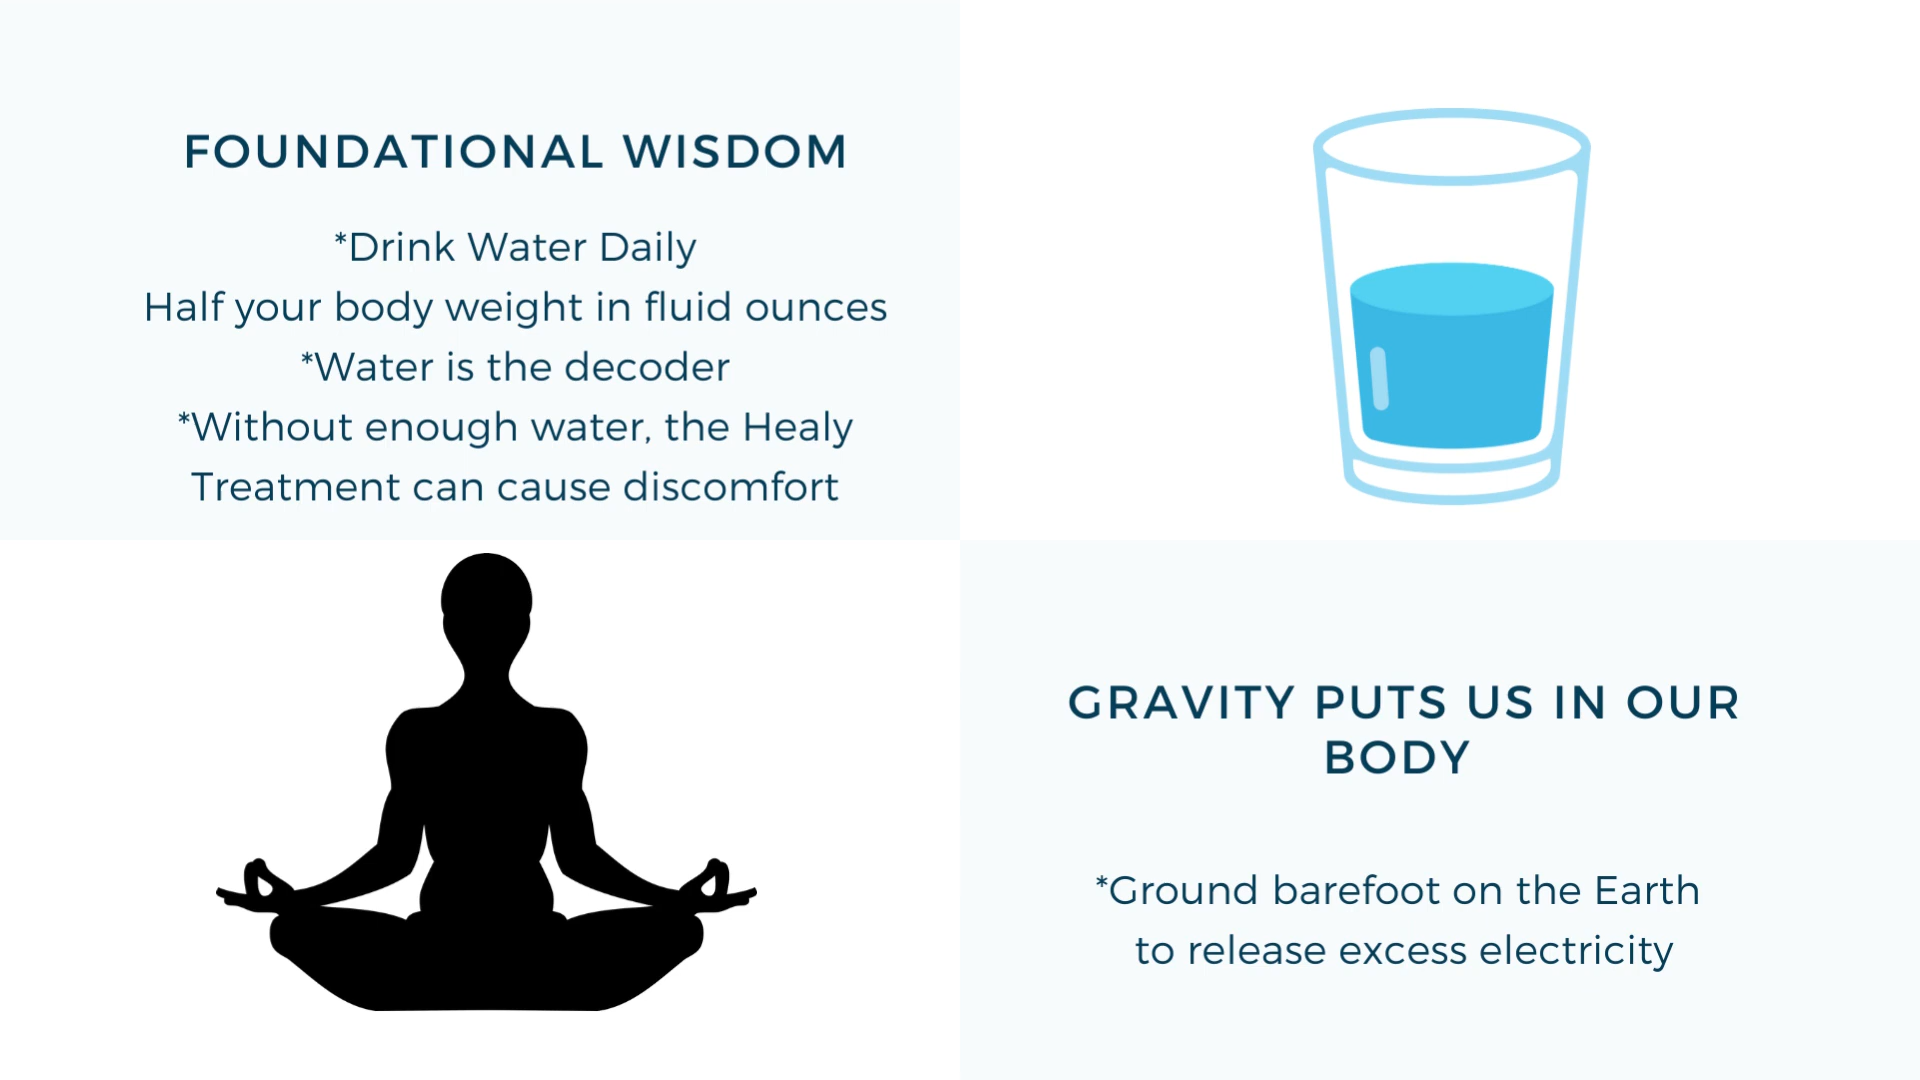 FOUNDATIONAL WISDOM
*Drink Water Daily
Half your body weight in fluid ounces
*Water is the decoder
*Without enough water, the Healy
Treatment can cause discomfort
GRAVITY PUTS US IN OUR
BODY
*Ground barefoot on the Earth
to release excess electricity